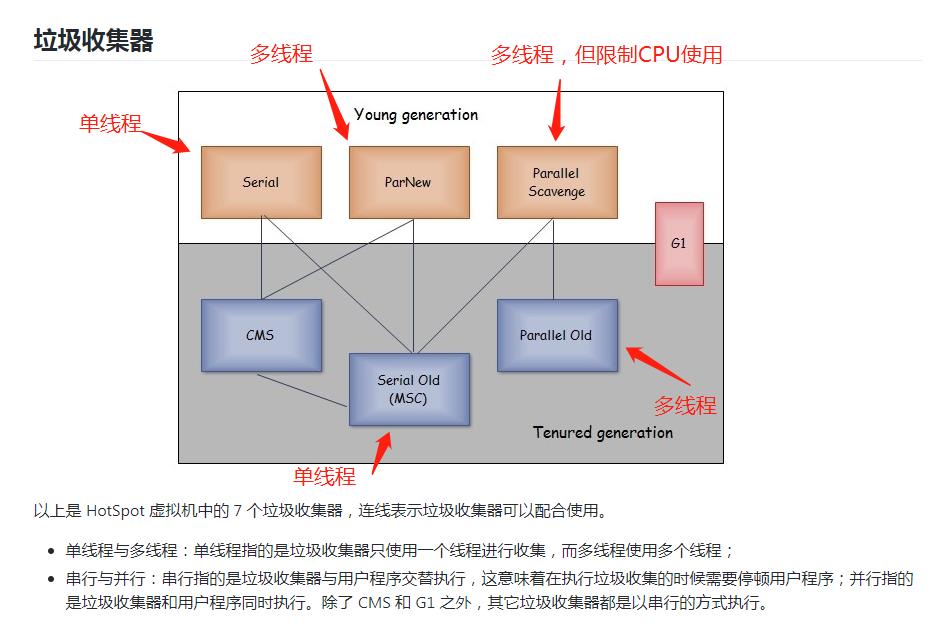 垃圾收集器
多线程
多线程，但限制CPU使用
单线程
Young generation
Serial
ParNew
Parallel
Scavenge
G1
CMS
Parallel Old
Serial Old
(MSC)
多线程
Tenured generation
单线程
以上是 HotSpot 虚拟机中的 7 个垃圾收集器，连线表示垃圾收集器可以配合使用。
• 单线程与多线程：单线程指的是垃圾收集器只使用一个线程进行收集，而多线程使用多个线程；
• 串行与并行：串行指的是垃圾收集器与用户程序交替执行，这意味着在执行垃圾收集的时候需要停顿用户程序；并行指的
是垃圾收集器和用户程序同时执行。除了 CMS 和 G1 之外，其它垃圾收集器都是以串行的方式执行。